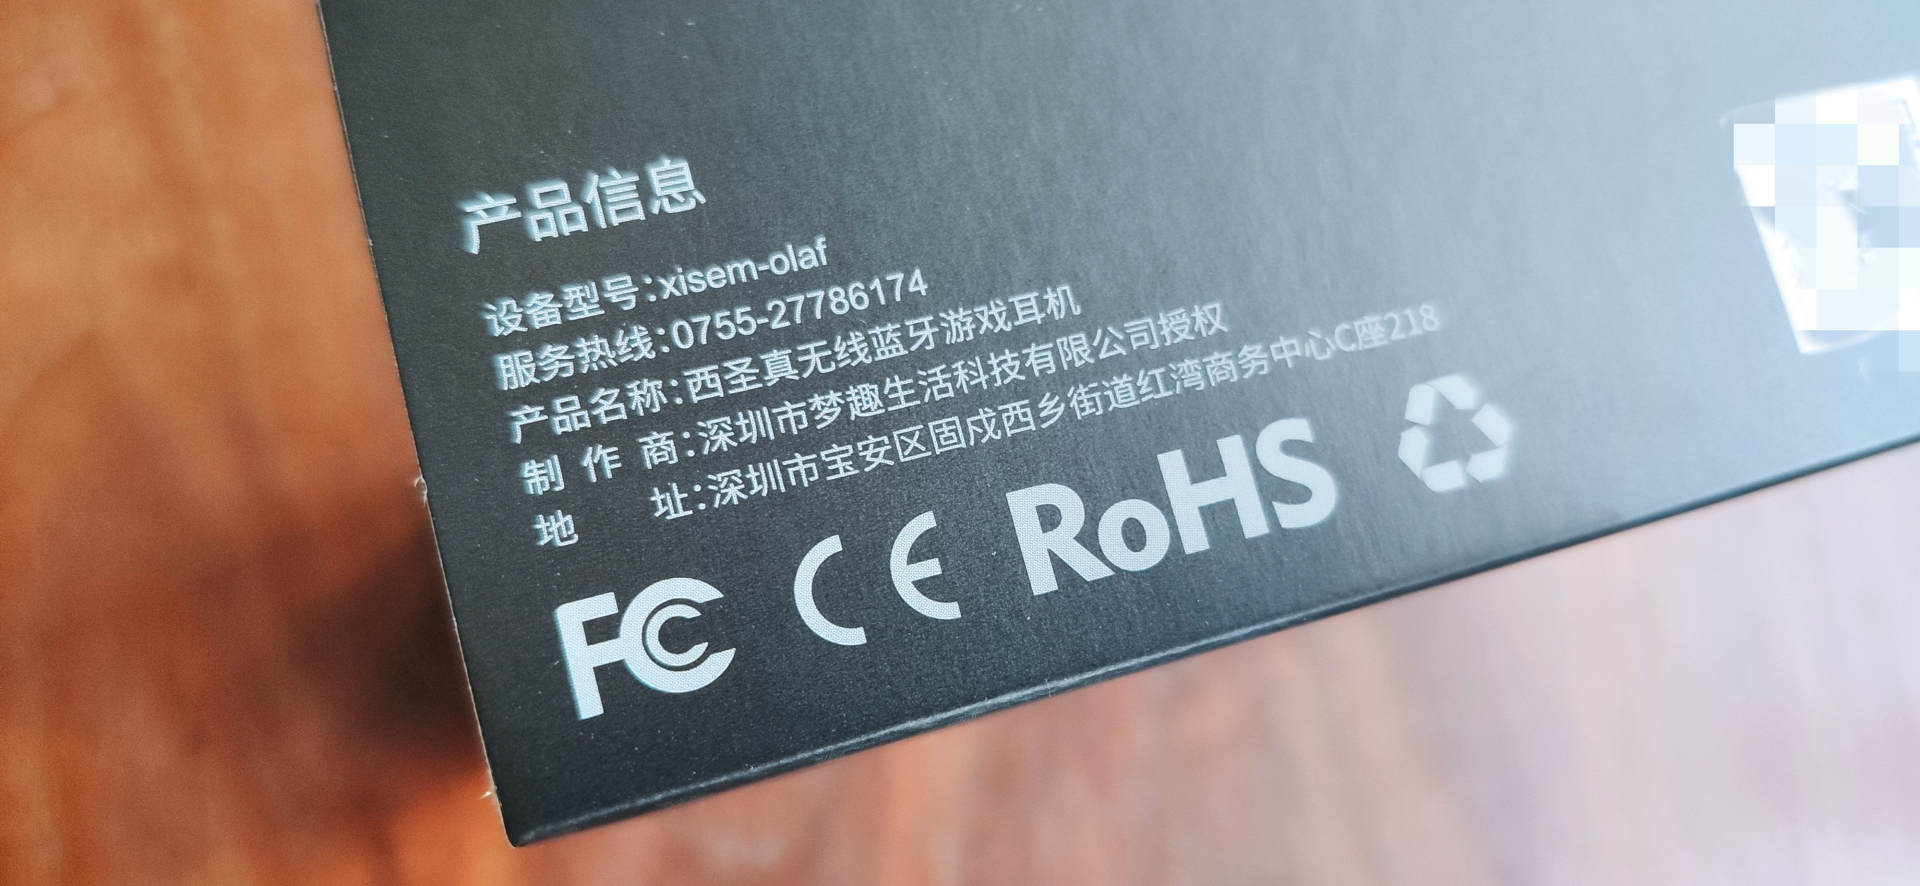 产品信息
设备型号:xisem-olaf
服务热线:0755-27786174
产品名称:西圣真无线蓝牙游戏耳机
制 作 商:深圳市梦趣生活科技有限公司授权
地 址:深圳市宝安区固戍西乡街道红湾商务中心C座218
FC CE RoHS